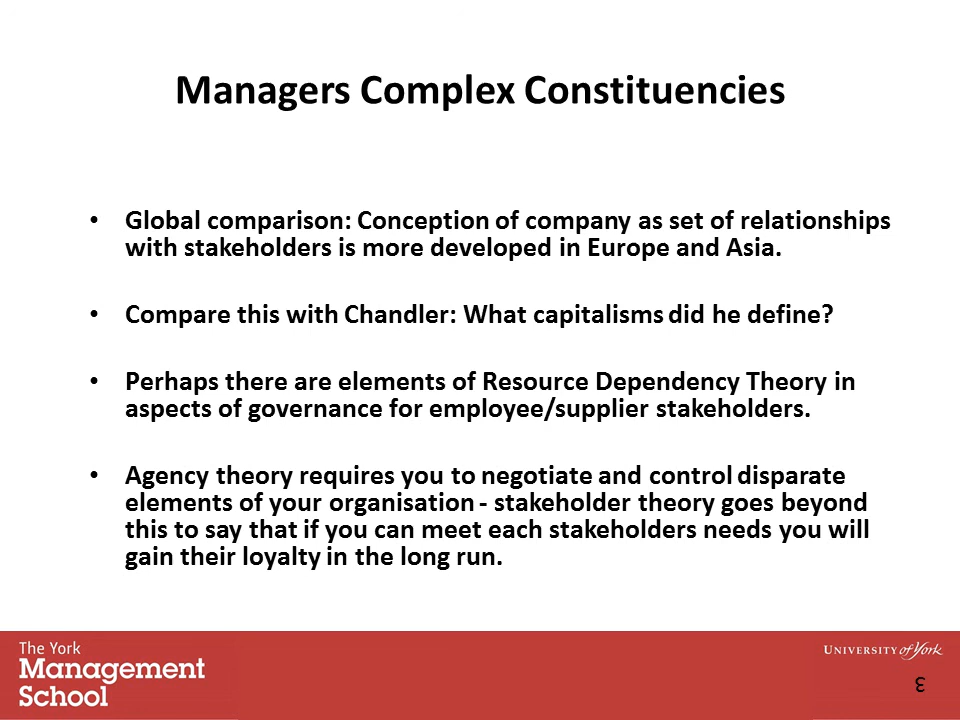 Managers Complex Constituencies
• Global comparison: Conception of company as set of relationships
with stakeholders is more developed in Europe and Asia.
• Compare this with Chandler: What capitalisms did he define?
• Perhaps there are elements of Resource Dependency Theory in
aspects of governance for employee/supplier stakeholders.
• Agency theory requires you to negotiate and control disparate
elements of your organisation - stakeholder theory goes beyond
this to say that if you can meet each stakeholders needs you will
gain their loyalty in the long run.
The York
Management
School
UNIVERSITY of York
ε